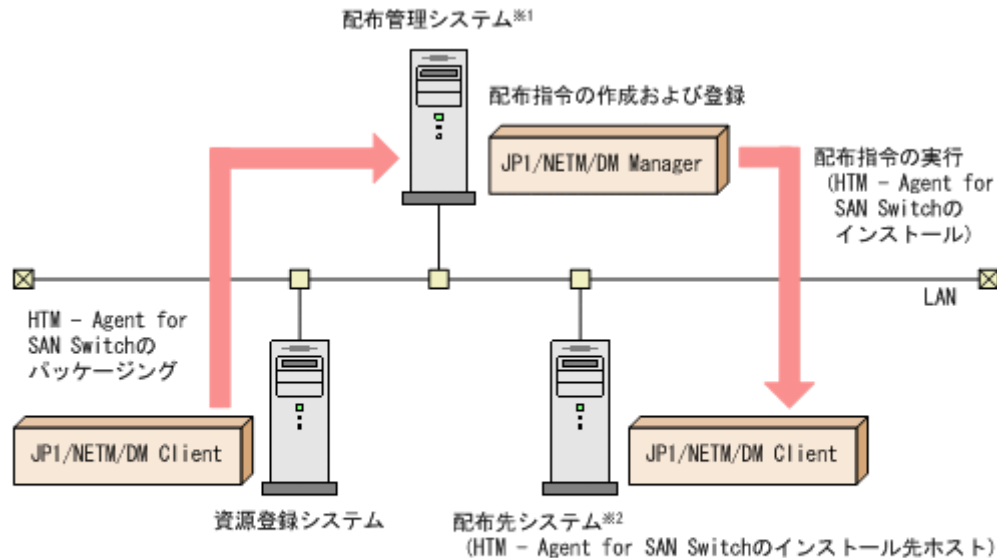 配布管理システム※1
配布指令の作成および登録
JP1/NETM/DM Manager
配布指令の実行
(HTM - Agent for
SAN Switchの
インストール)
LAN
HTM - Agent for
SAN Switchの
パッケージング
JP1/NETM/DM Client
JP1/NETM/DM Client
資源登録システム
配布先システム※2
(HTM - Agent for SAN Switchのインストール先ホスト)